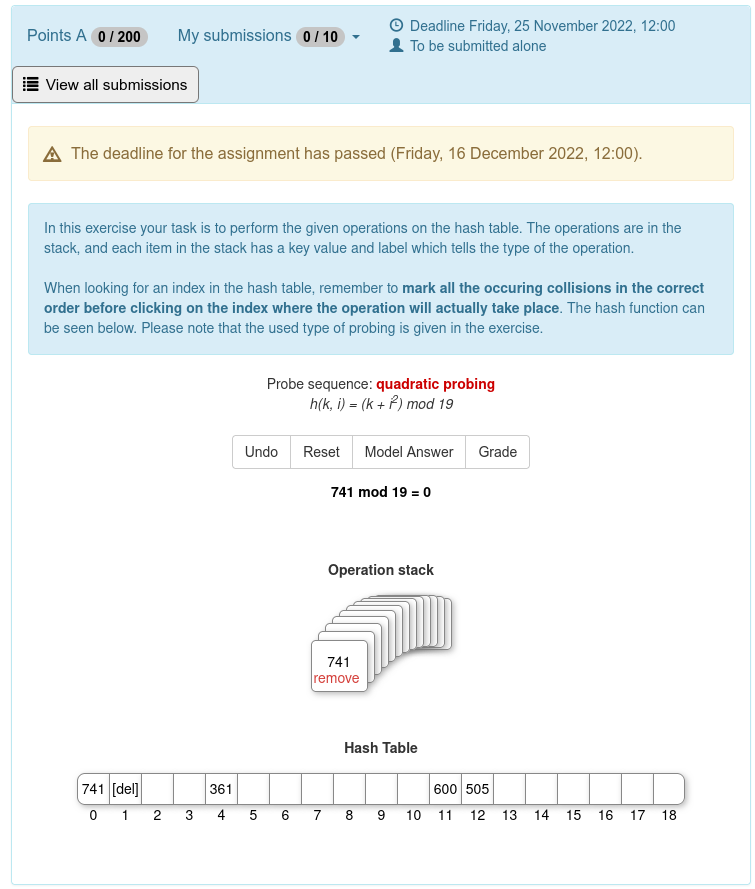 Points A 0 / 200 My submissions 0 / 10
Deadline Friday, 25 November 2022, 12:00
To be submitted alone
View all submissions
The deadline for the assignment has passed (Friday, 16 December 2022, 12:00).
In this exercise your task is to perform the given operations on the hash table. The operations are in the
stack, and each item in the stack has a key value and label which tells the type of the operation.
When looking for an index in the hash table, remember to mark all the occuring collisions in the correct
order before clicking on the index where the operation will actually take place. The hash function can
be seen below. Please note that the used type of probing is given in the exercise.
Probe sequence: quadratic probing
h(k, i) = (k + i²) mod 19
Undo Reset Model Answer Grade
741 mod 19 = 0
Operation stack
741
remove
Hash Table
741 [del] 361 600 505
0 1 2 3 4 5 6 7 8 9 10 11 12 13 14 15 16 17 18